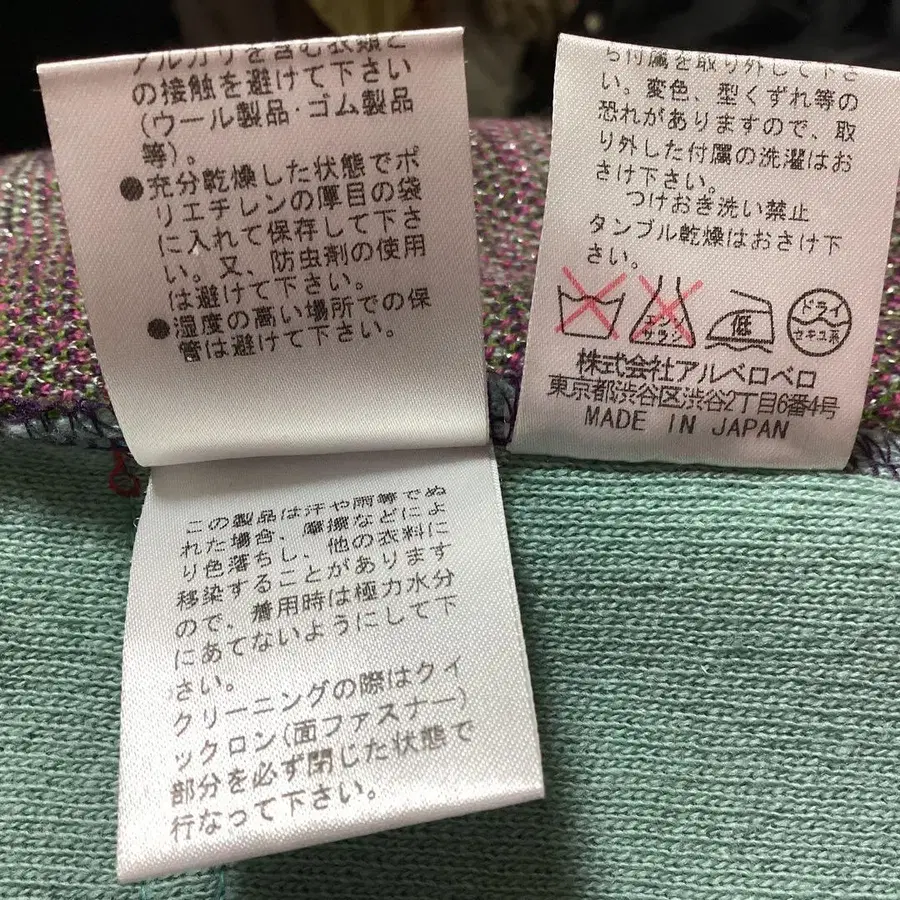 アルカリを含む衣類と
の接触を避けて下さい
(ウール製品・ゴム製品
等)。
●充分乾燥した状態でポ
リエチレンの厚目の袋
に入れて保存して下さ
い。又、防虫剤の使用
は避けて下さい。
●湿度の高い場所での保
管は避けて下さい。
ら付属を取り外して下さ
い。変色、型くずれ等の
恐れがありますので、取
り外した付属の洗濯はお
さけ下さい。
つけおき洗い禁止
タンブル乾燥はおさけ下
さい。
エンソ
サラシ
低
ドライ
セキユ系
株式会社アルベロベロ
東京都渋谷区渋谷2丁目6番4号
MADE IN JAPAN
この製品は汗や雨等でぬ
れた場合、摩擦などによ
り色落ちし、他の衣料に
移染することがあります
ので、着用時は極力水分
にあてないようにして下
さい。
クリーニングの際はクィ
ックロン(面ファスナー)
部分を必ず閉じた状態で
行なって下さい。